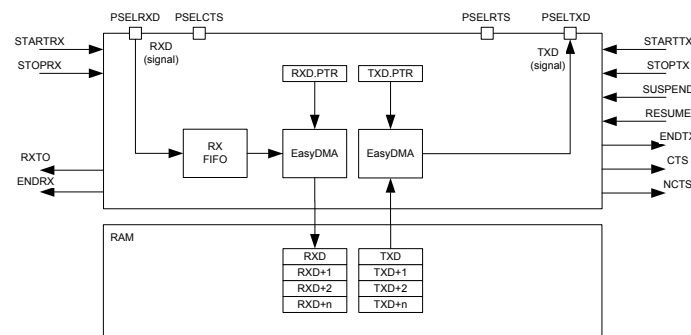 PSELRXD
PSELCTS
PSELRTS
PSELTXD
STARTRX
STOPRX
RXD
(signal)
TXD
(signal)
STARTTX
STOPTX
SUSPEND
RESUME
RXD.PTR
TXD.PTR
RX
FIFO
EasyDMA
EasyDMA
RXTO
ENDRX
ENDTX
CTS
NCTS
RAM
RXD
RXD+1
RXD+2
RXD+n
TXD
TXD+1
TXD+2
TXD+n